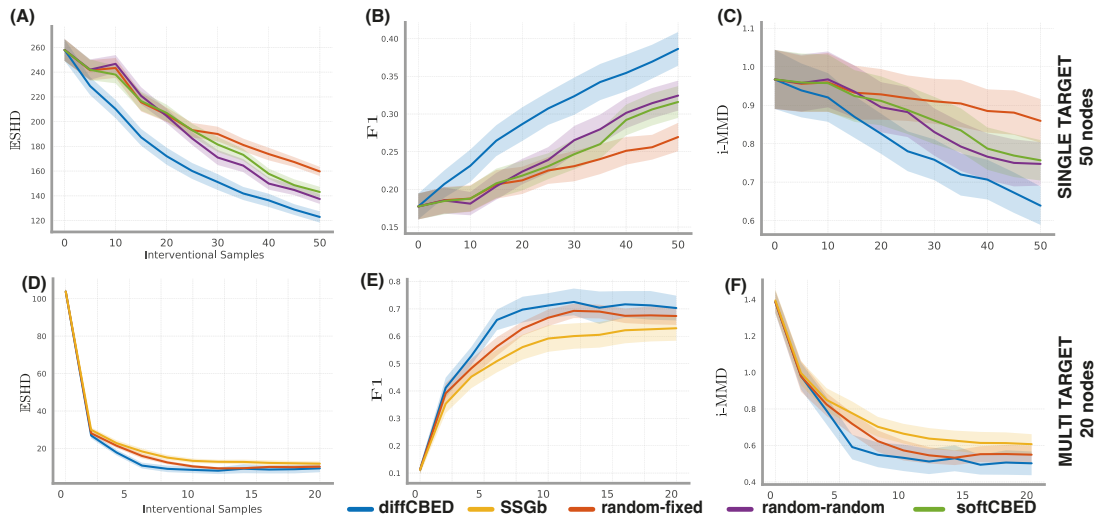 (A)
ESHD
260
240
220
200
180
160
140
120
0 10 20 30 40 50
Interventional Samples
(B)
F1
0.40
0.35
0.30
0.25
0.20
0.15
0 10 20 30 40 50
(C)
i-MMD
1.0
0.9
0.8
0.7
0.6
0 10 20 30 40 50
SINGLE TARGET
50 nodes
(D)
ESHD
100
80
60
40
20
0 5 10 15 20
Interventional Samples
(E)
F1
0.8
0.7
0.6
0.5
0.4
0.3
0.2
0.1
0 5 10 15 20
(F)
i-MMD
1.4
1.2
1.0
0.8
0.6
0.4
0 5 10 15 20
MULTI TARGET
20 nodes
diffCBED SSGb random-fixed random-random softCBED